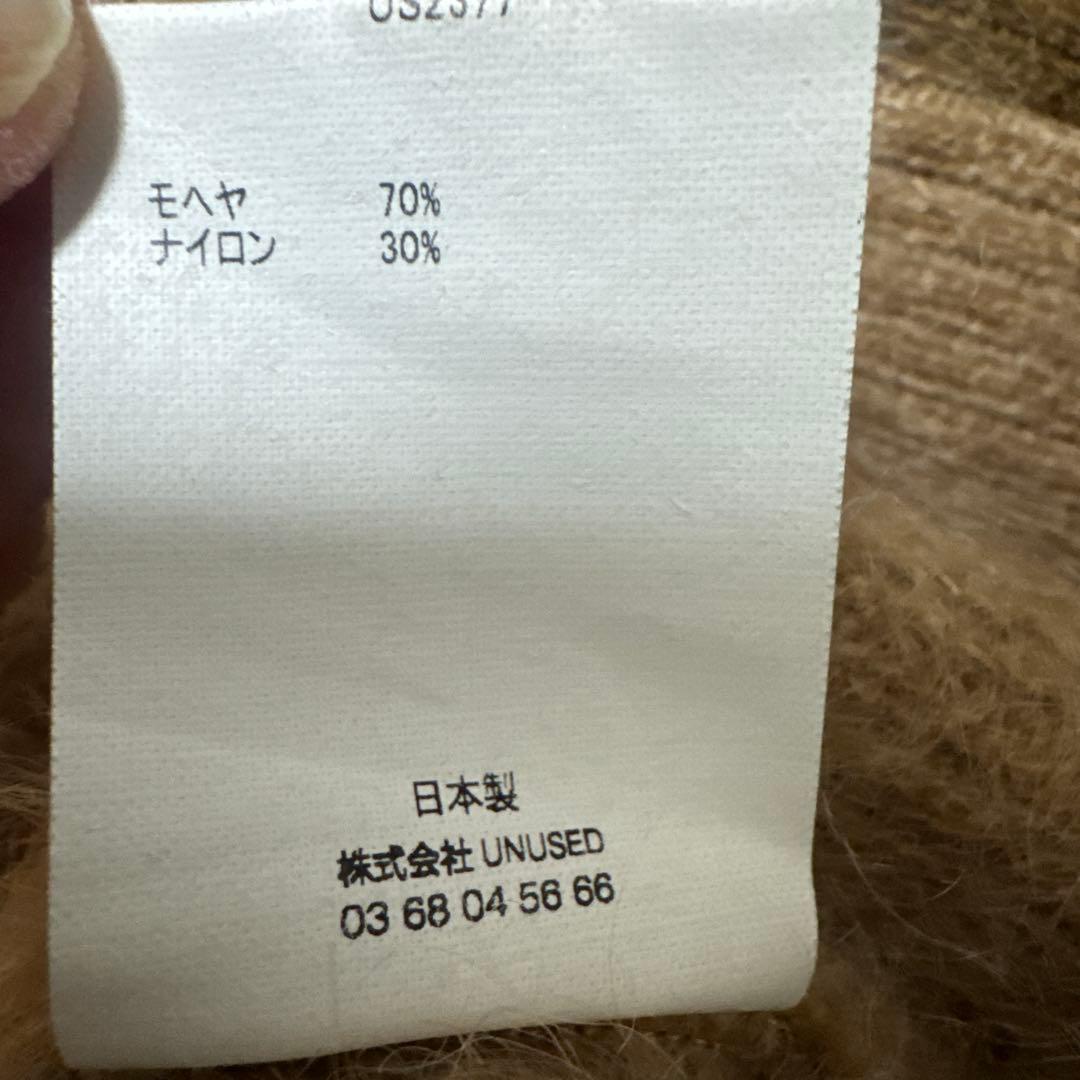 US2377
モヘヤ 70%
ナイロン 30%
日本製
株式会社 UNUSED
03 68 04 56 66